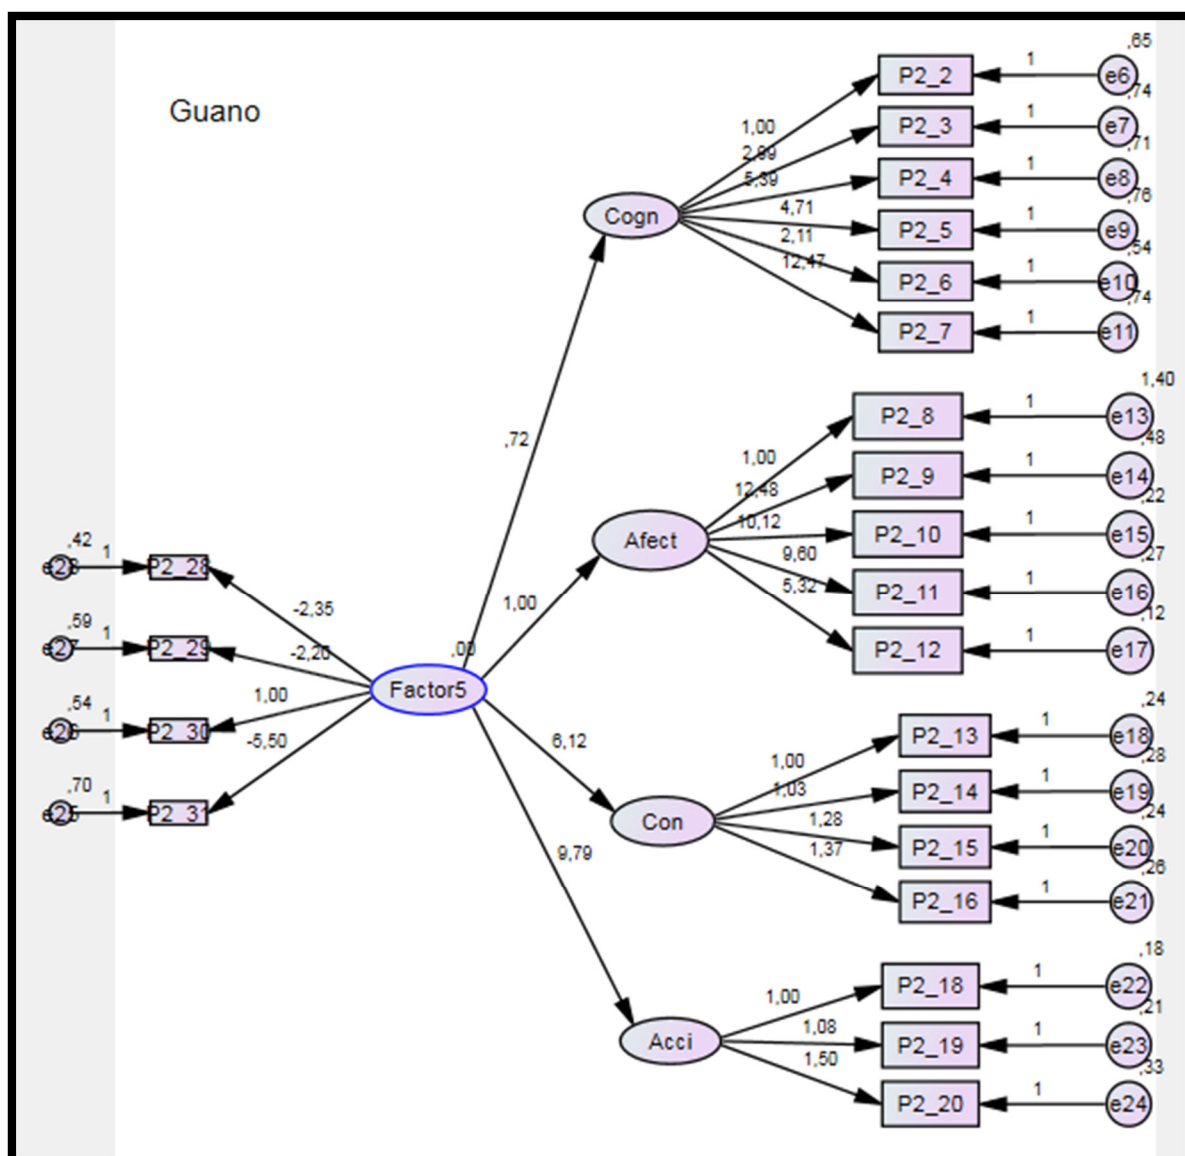 ,65
P2_2 1 e6
Guano
,74
1,00 P2_3 1 e7
2,99 ,71
5,39 P2_4 1 e8
Cogn ,76
4,71 P2_5 1 e9
2,11 ,54
12,47 P2_6 1 e10
,74
P2_7 1 e11
1,40
P2_8 1 e13
,72 ,48
1,00 P2_9 1 e14
12,48 ,22
10,12 P2_10 1 e15
Afect ,27
9,60 P2_11 1 e16
5,32 ,12
P2_12 1 e17
,42 1 P2_28
-2,35 1,00
,59
e27 1 P2_29 -2,20 ,00
Factor5
,54 1 P2_30 1,00
-5,50
,70
e25 1 P2_31
6,12
,24
P2_13 1 e18
1,00 ,28
1,03 P2_14 1 e19
Con 1,28 ,24
P2_15 1 e20
1,37 ,26
9,79 P2_16 1 e21
,18
P2_18 1 e22
1,00 ,21
Acci 1,08 P2_19 1 e23
1,50 ,33
P2_20 1 e24